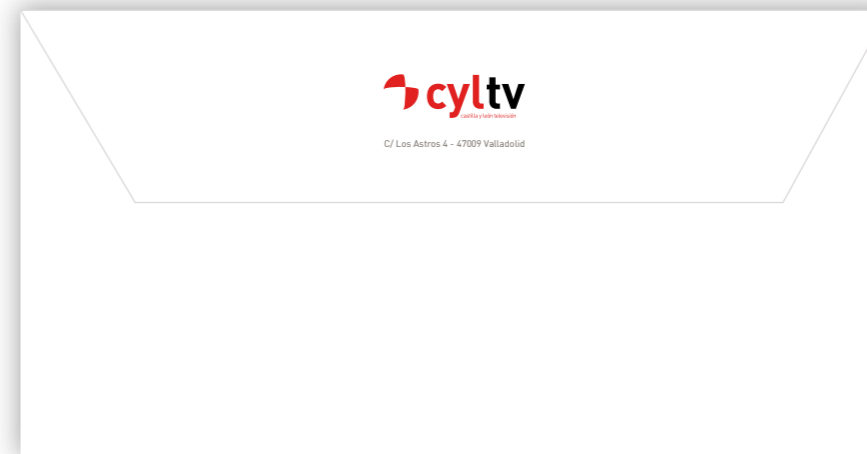 cyltv
castilla y león televisión
C/ Los Astros 4 - 47009 Valladolid